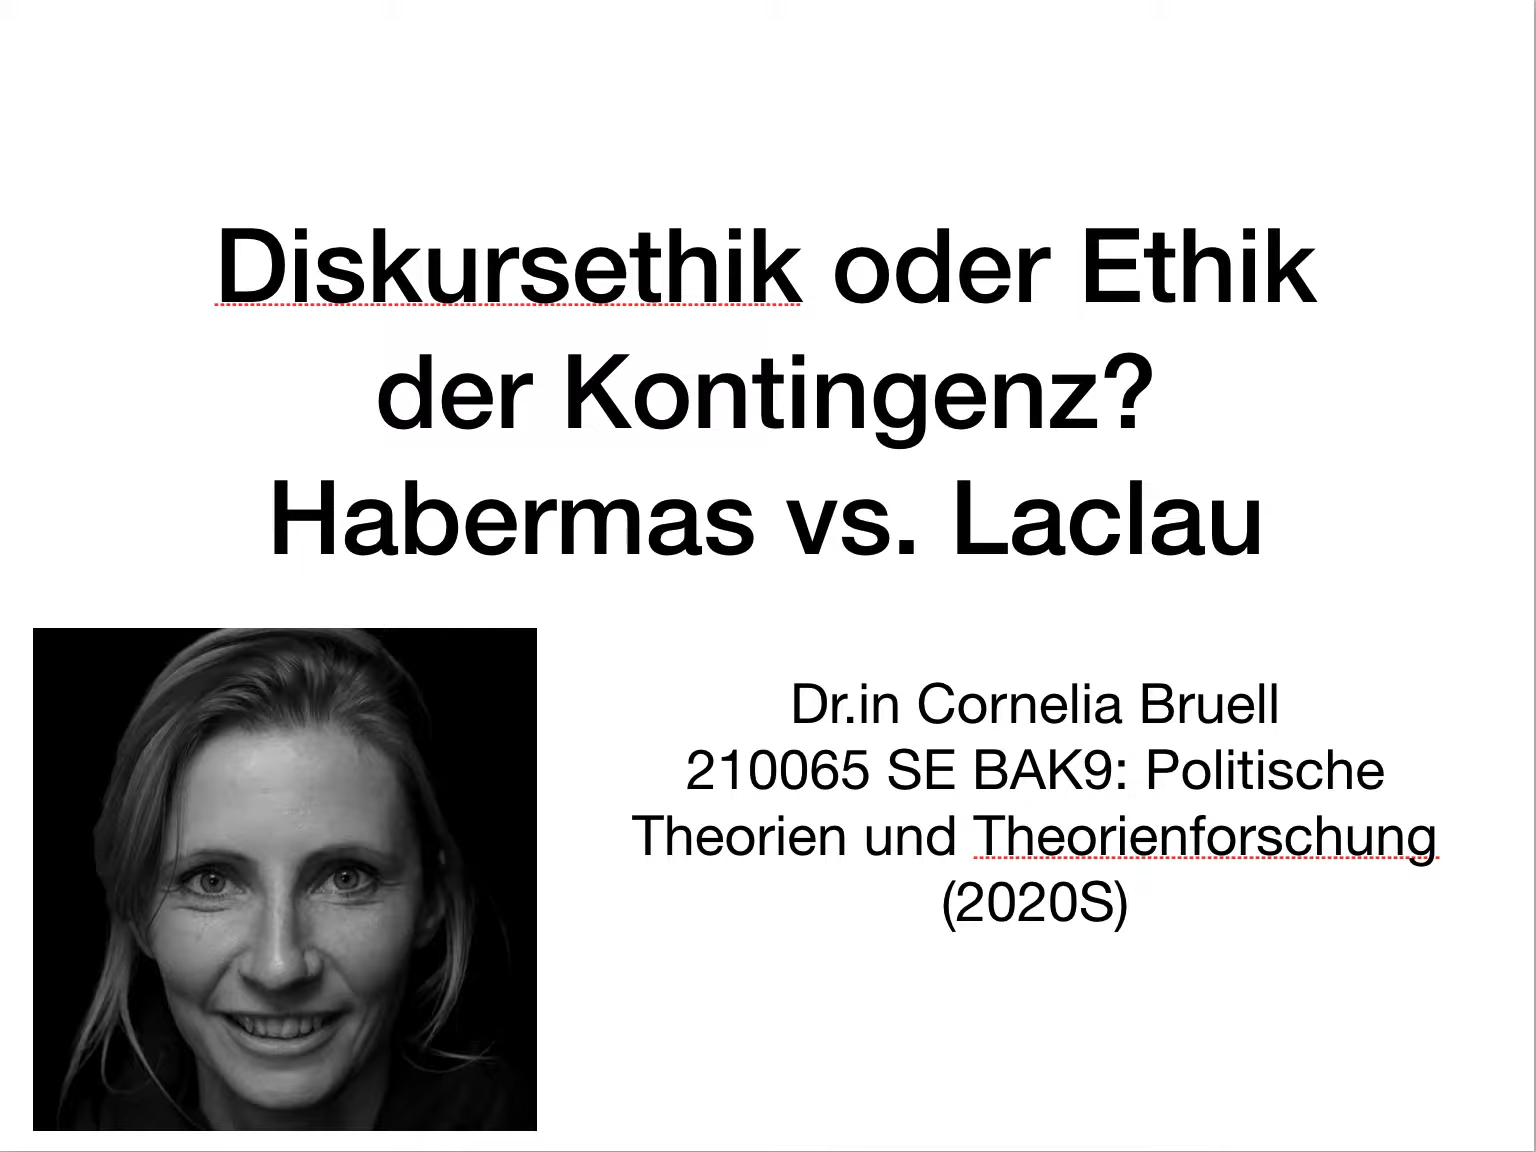 Diskursethik oder Ethik
der Kontingenz?
Habermas vs. Laclau
Dr.in Cornelia Bruell
210065 SE BAK9: Politische
Theorien und Theorienforschung
(2020S)